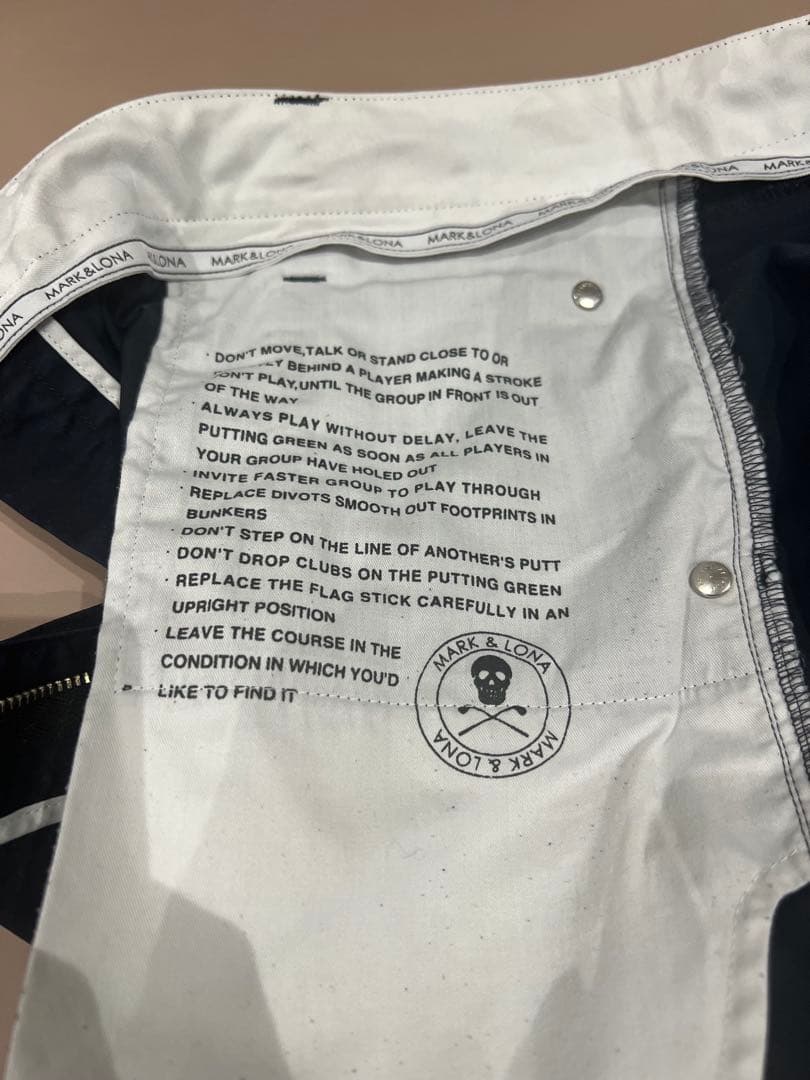 MARK&LONA
MARK&LONA
MARK&LONA
MARK&LONA
· DON'T MOVE,TALK OR STAND CLOSE TO OR
BEHIND A PLAYER MAKING A STROKE
DON'T PLAY,UNTIL THE GROUP IN FRONT IS OUT
OF THE WAY
· ALWAYS PLAY WITHOUT DELAY, LEAVE THE
PUTTING GREEN AS SOON AS ALL PLAYERS IN
YOUR GROUP HAVE HOLED OUT
· INVITE FASTER GROUP TO PLAY THROUGH
· REPLACE DIVOTS SMOOTH OUT FOOTPRINTS IN
BUNKERS
· DON'T STEP ON THE LINE OF ANOTHER'S PUTT
· DON'T DROP CLUBS ON THE PUTTING GREEN
· REPLACE THE FLAG STICK CAREFULLY IN AN
UPRIGHT POSITION
· LEAVE THE COURSE IN THE
CONDITION IN WHICH YOU'D
LIKE TO FIND IT
MARK & LONA
MARK & LONA